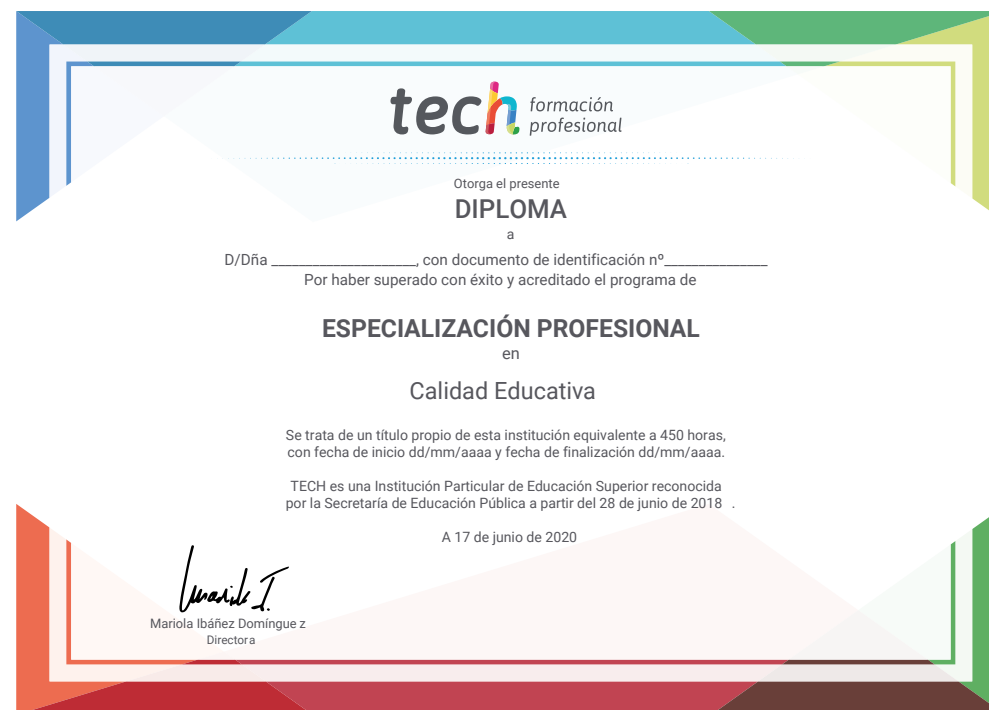 tech formación
profesional
Otorga el presente
DIPLOMA
a
D/Dña ____________________, con documento de identificación nº______________
Por haber superado con éxito y acreditado el programa de
ESPECIALIZACIÓN PROFESIONAL
en
Calidad Educativa
Se trata de un título propio de esta institución equivalente a 450 horas,
con fecha de inicio dd/mm/aaaa y fecha de finalización dd/mm/aaaa.
TECH es una Institución Particular de Educación Superior reconocida
por la Secretaría de Educación Pública a partir del 28 de junio de 2018 .
A 17 de junio de 2020
Mariola Ibáñez Domíngue z
Directora